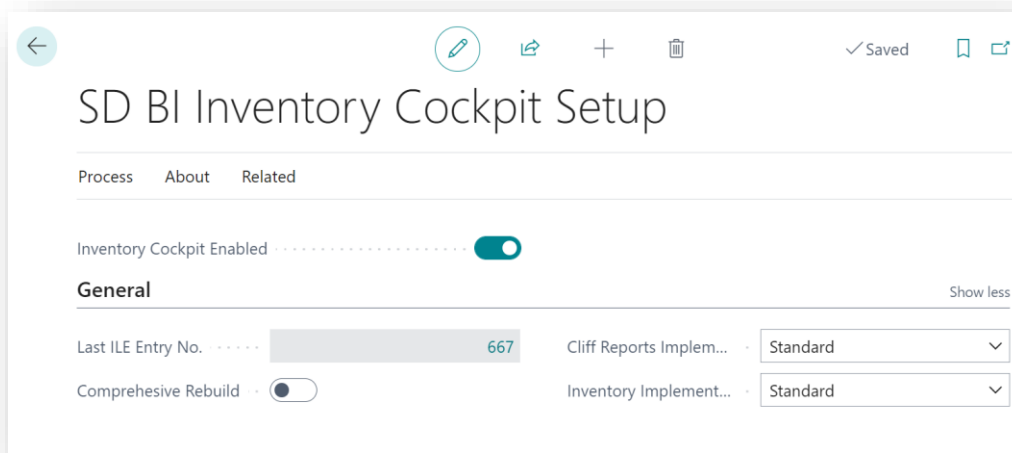 Saved
SD BI Inventory Cockpit Setup
Process About Related
Inventory Cockpit Enabled
General Show less
Last ILE Entry No. 667 Cliff Reports Implem... Standard
Comprehesive Rebuild Inventory Implement... Standard